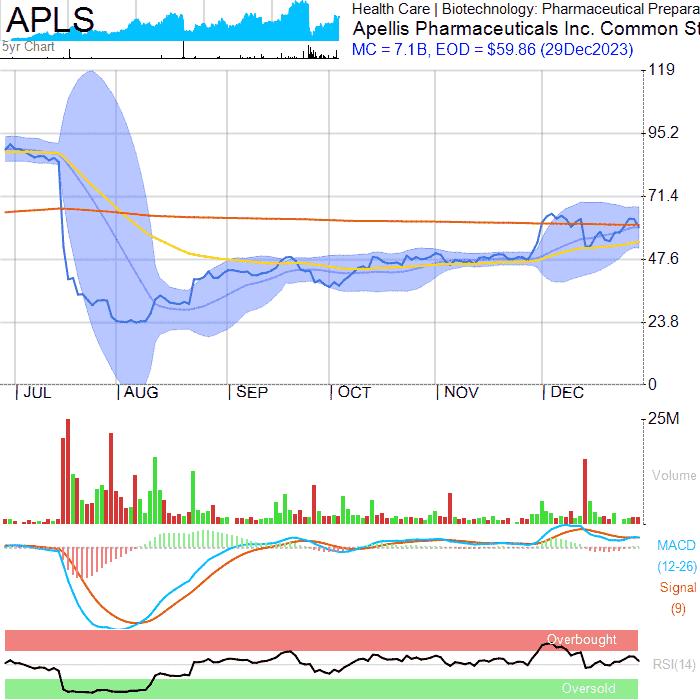 APLS
5yr Chart
Health Care | Biotechnology: Pharmaceutical Prepara
Apellis Pharmaceuticals Inc. Common St
MC = 7.1B, EOD = $59.86 (29Dec2023)
119
95.2
71.4
47.6
23.8
0
JUL AUG SEP OCT NOV DEC
25M
Volume
MACD
(12-26)
Signal
(9)
Overbought
RSI(14)
Oversold